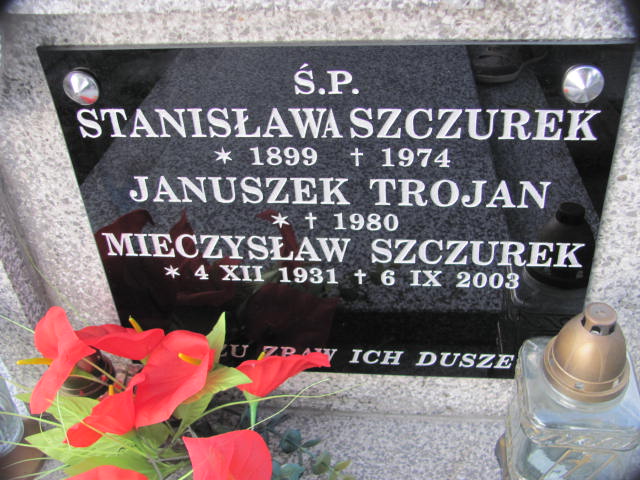 Ś.P.
STANISŁAWA SZCZUREK
* 1899 † 1974
JANUSZEK TROJAN
* † 1980
MIECZYSŁAW SZCZUREK
* 4 XII 1931 † 6 IX 2003
ZBAW ICH DUSZE